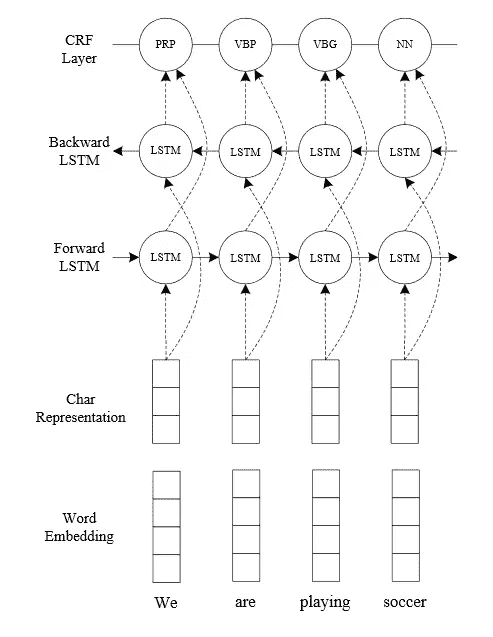 CRF
Layer
PRP VBP VBG NN
Backward
LSTM
LSTM LSTM LSTM LSTM
Forward
LSTM
LSTM LSTM LSTM LSTM
Char
Representation
Word
Embedding
We are playing soccer